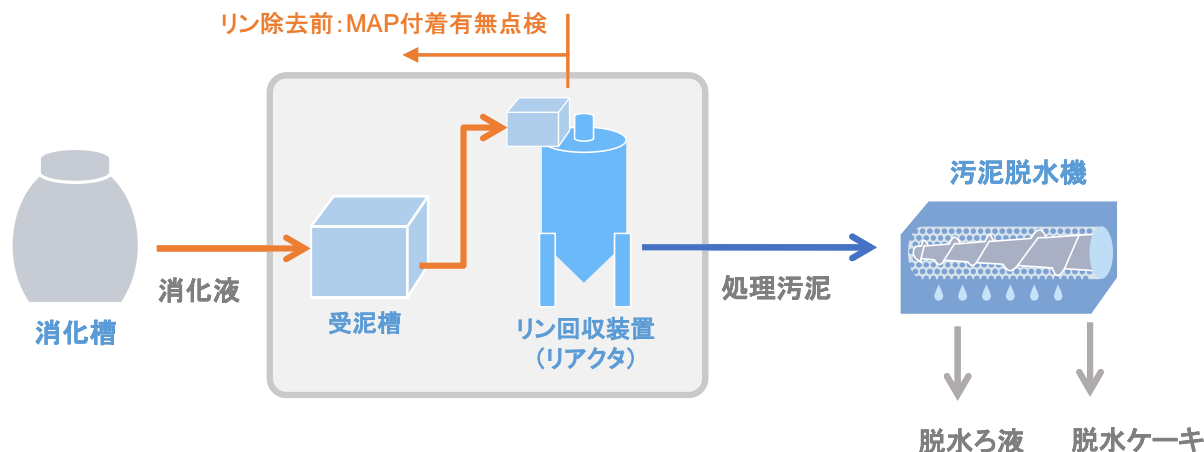 リン除去前：MAP付着有無点検
汚泥脱水機
消化液
処理汚泥
消化槽
受泥槽
リン回収装置
（リアクタ）
脱水ろ液
脱水ケーキ